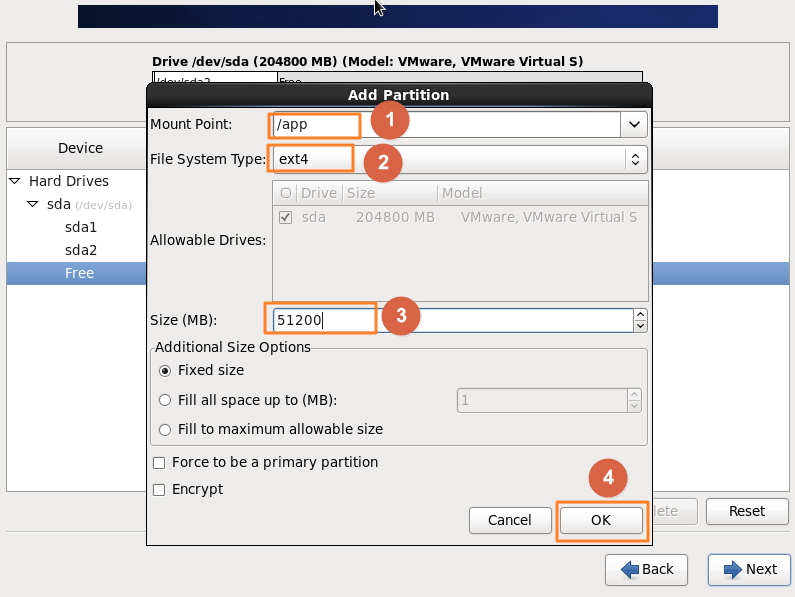 Drive /dev/sda (204800 MB) (Model: VMware, VMware Virtual S)
/dev/sda2 Free
Add Partition
Device
Hard Drives
sda (/dev/sda)
sda1
sda2
Free
Mount Point: /app 1
File System Type: ext4 2
Drive Size Model
sda 204800 MB VMware, VMware Virtual S
Allowable Drives:
Size (MB): 51200 3
Additional Size Options
Fixed size
Fill all space up to (MB): 1
Fill to maximum allowable size
Force to be a primary partition
Encrypt
4
Cancel OK
Reset
Back Next